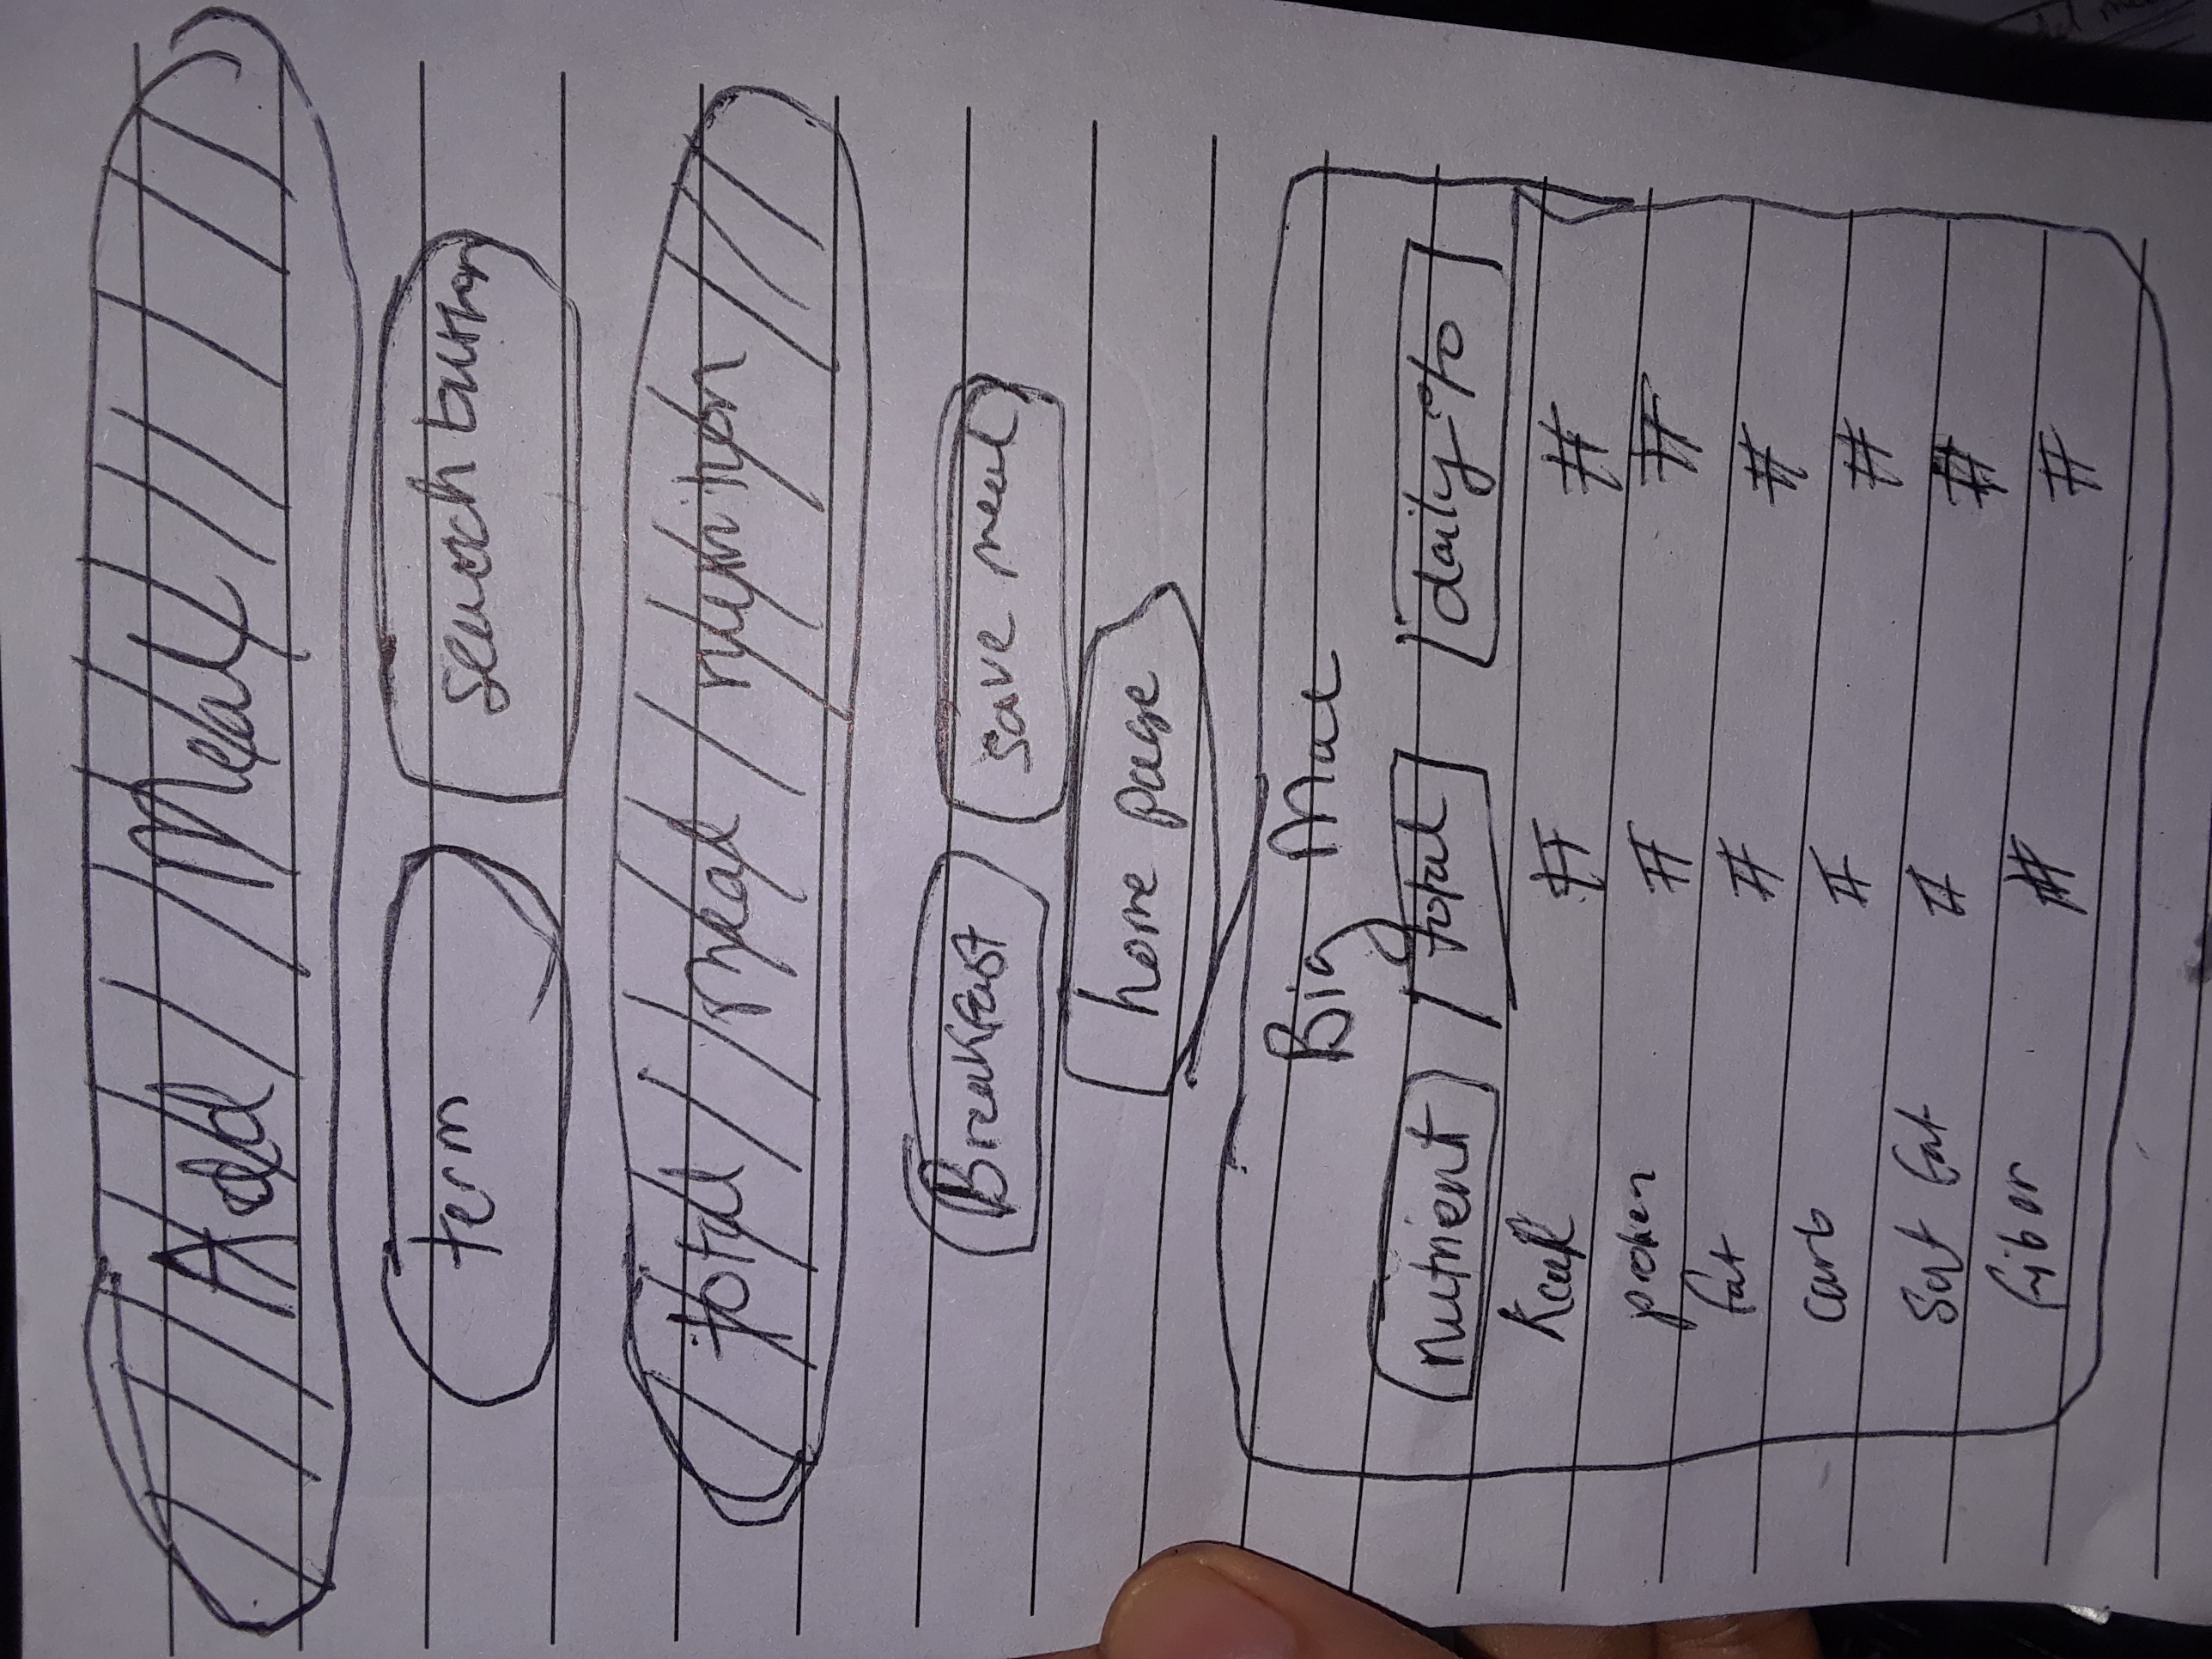 Add Meal
term search button
total meal nutrition
Breakfast save meal
home page
Big Mac
nutrient total daily %
Kcal # #
protien # #
fat # #
carb # #
Sat fat # #
fiber # #